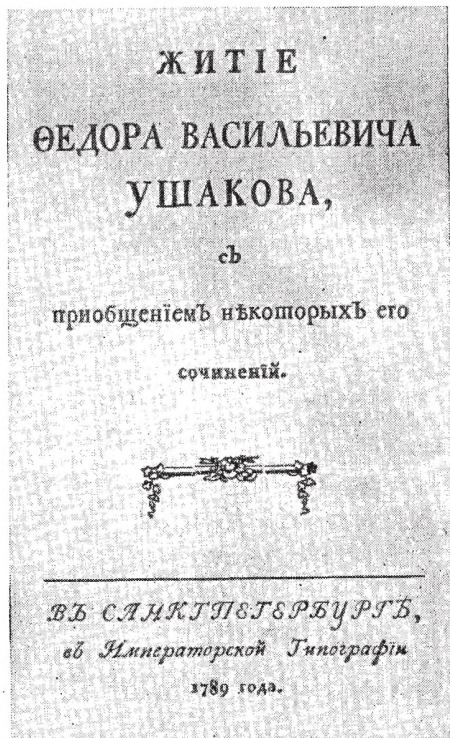 ЖИТІЕ
ѲЕДОРА ВАСИЛЬЕВИЧА
УШАКОВА,
сЪ
приобщеніемЪ нѣкоторыхЪ его
сочиненій.
ВЪ САНКТПЕТЕРБУРГѢ,
въ Императорской Типографіи
1789 года.